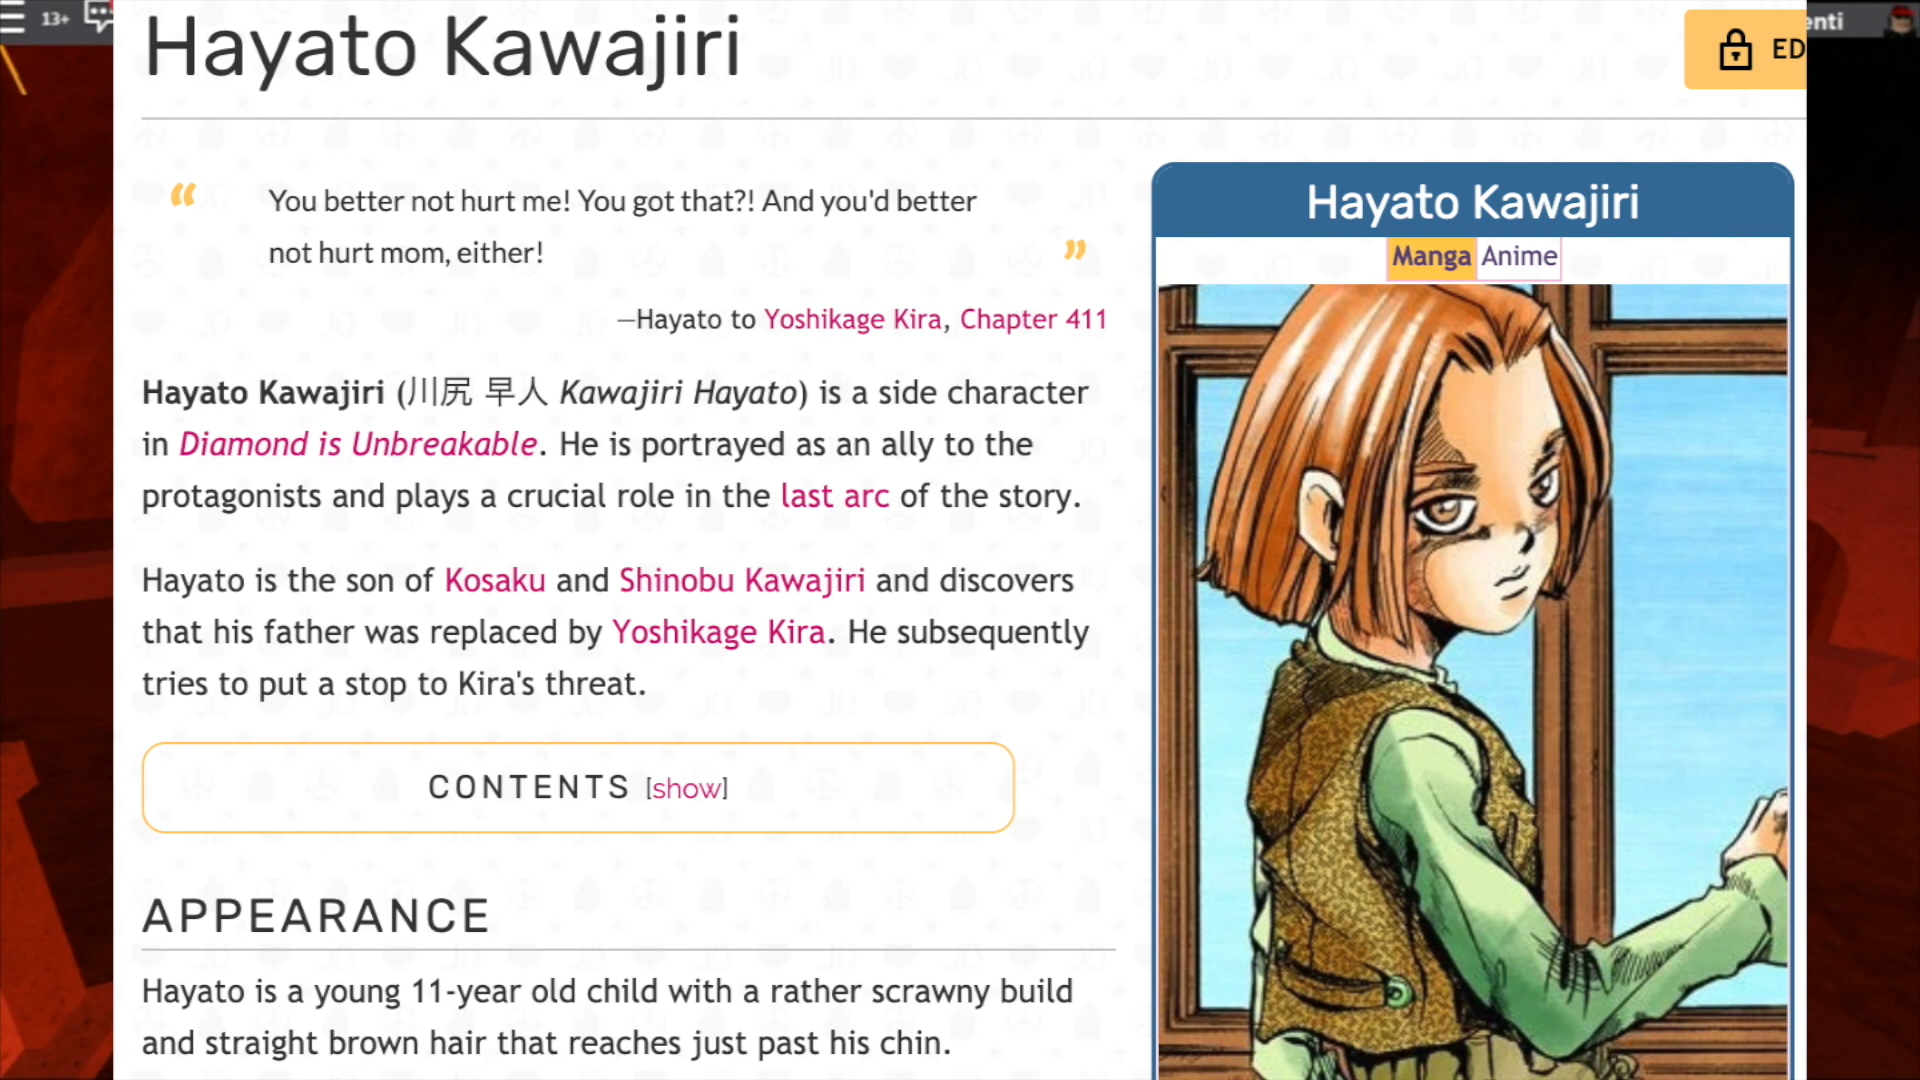 13+
Hayato Kawajiri
ED
enti
“ You better not hurt me! You got that?! And you'd better
not hurt mom, either! ”
—Hayato to Yoshikage Kira, Chapter 411
Hayato Kawajiri (川尻 早人 Kawajiri Hayato) is a side character
in Diamond is Unbreakable. He is portrayed as an ally to the
protagonists and plays a crucial role in the last arc of the story.
Hayato is the son of Kosaku and Shinobu Kawajiri and discovers
that his father was replaced by Yoshikage Kira. He subsequently
tries to put a stop to Kira's threat.
CONTENTS [show]
APPEARANCE
Hayato is a young 11-year old child with a rather scrawny build
and straight brown hair that reaches just past his chin.
Hayato Kawajiri
Manga Anime